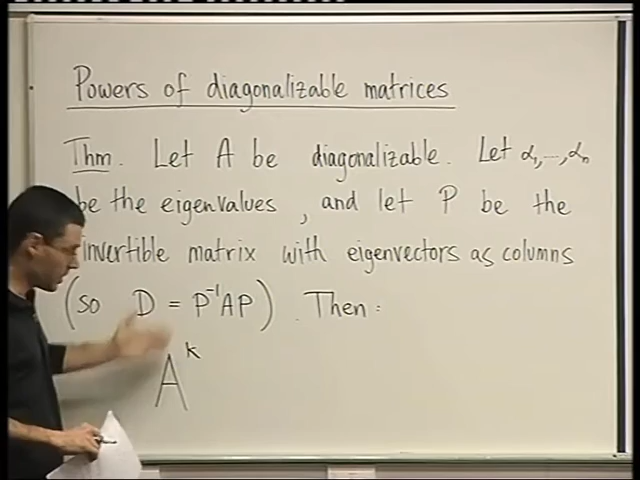 Powers of diagonalizable matrices
Thm. Let A be diagonalizable. Let α₁,...,αₙ
be the eigenvalues, and let P be the
invertible matrix with eigenvectors as columns
(so D = P⁻¹AP). Then:
Aᵏ